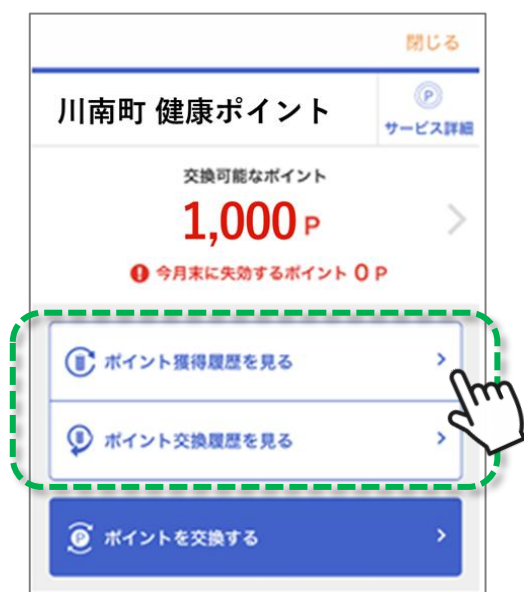 閉じる
川南町 健康ポイント
P
サービス詳細
交換可能なポイント
1,000 P
! 今月末に失効するポイント 0 P
ポイント獲得履歴を見る
ポイント交換履歴を見る
P ポイントを交換する